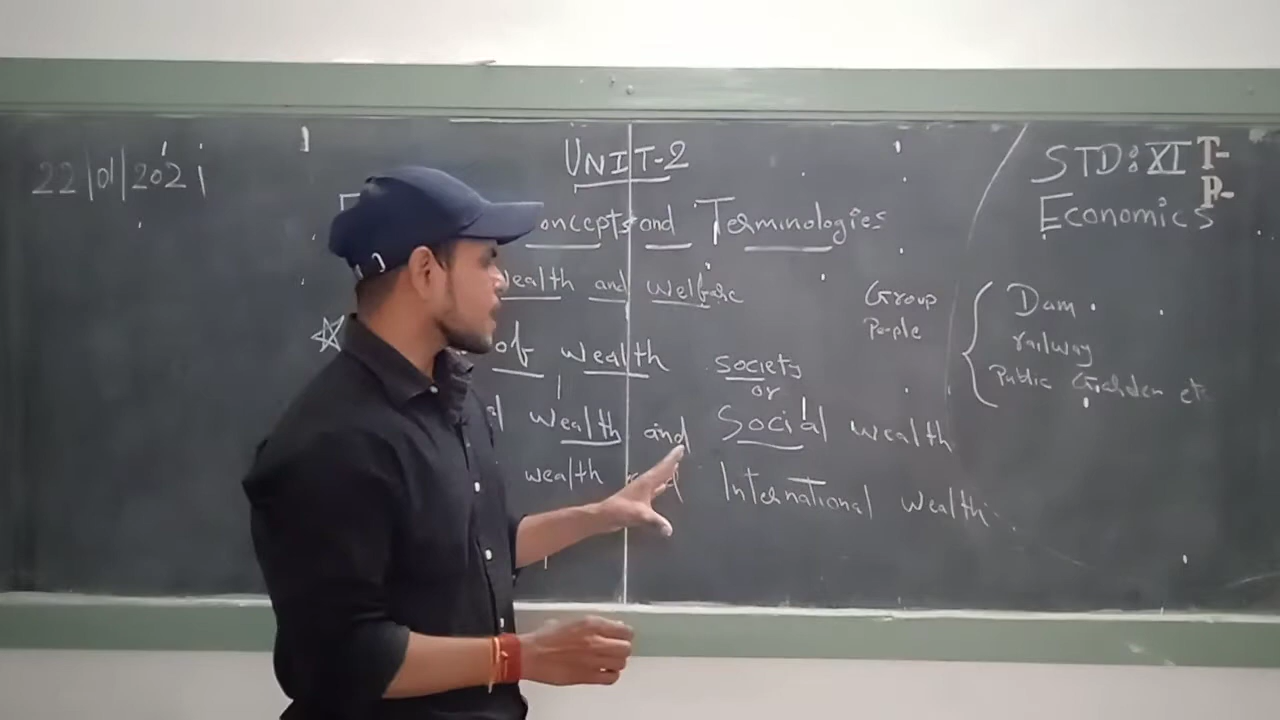 22/01/2021
UNIT-2
oncepts and Terminologies
wealth and welfare
of wealth
society
or
l wealth and Social wealth
wealth and International wealth
Group
People
STD: XI T-
P-
Economics
Dam
railway
Public Garden etc